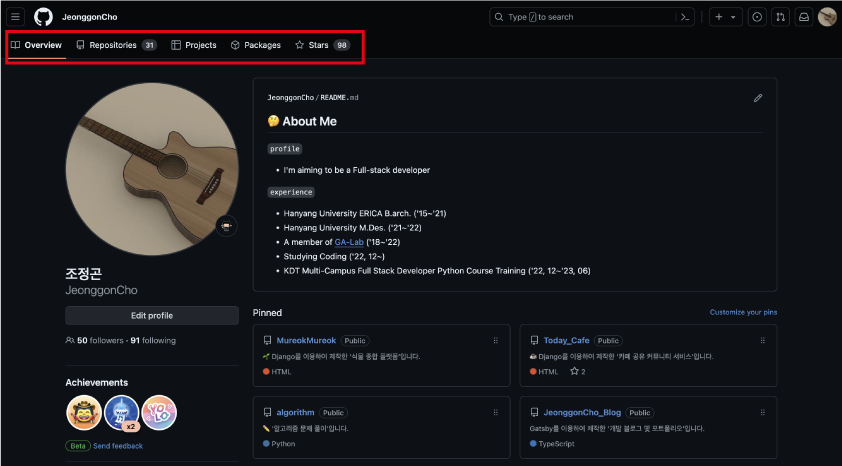 JeonggonCho
Type / to search
Overview
Repositories 31
Projects
Packages
Stars 98
JeonggonCho / README.md
🤔 About Me
profile
I'm aiming to be a Full-stack developer
experience
Hanyang University ERICA B.arch. ('15~'21)
Hanyang University M.Des. ('21~'22)
A member of GA-Lab ('18~'22)
Studying Coding ('22, 12~)
KDT Multi-Campus Full Stack Developer Python Course Training ('22, 12~'23, 06)
조정곤
JeonggonCho
Edit profile
50 followers · 91 following
Achievements
YOLO
x2
Beta Send feedback
Pinned
Customize your pins
MureokMureok Public
🌱 Django를 이용하여 제작한 '식물 종합 플랫폼'입니다.
HTML
Today_Cafe Public
☕ Django를 이용하여 제작한 '카페 공유 커뮤니티 서비스'입니다.
HTML 2
algorithm Public
✏️ '알고리즘 문제 풀이'입니다.
Python
JeonggonCho_Blog Public
Gatsby를 이용하여 제작한 '개발 블로그 및 포트폴리오'입니다.
TypeScript